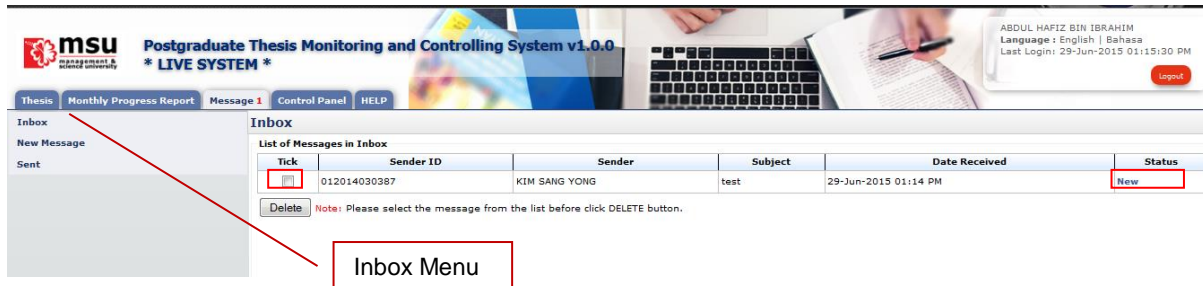 msu
management &
science university
Postgraduate Thesis Monitoring and Controlling System v1.0.0
* LIVE SYSTEM *
ABDUL HAFIZ BIN IBRAHIM
Language : English | Bahasa
Last Login: 29-Jun-2015 01:15:30 PM
Logout
Thesis Monthly Progress Report Message 1 Control Panel HELP
Inbox
New Message
Sent
Inbox
List of Messages in Inbox
Tick Sender ID Sender Subject Date Received Status
012014030387 KIM SANG YONG test 29-Jun-2015 01:14 PM New
Delete Note: Please select the message from the list before click DELETE button.
Inbox Menu